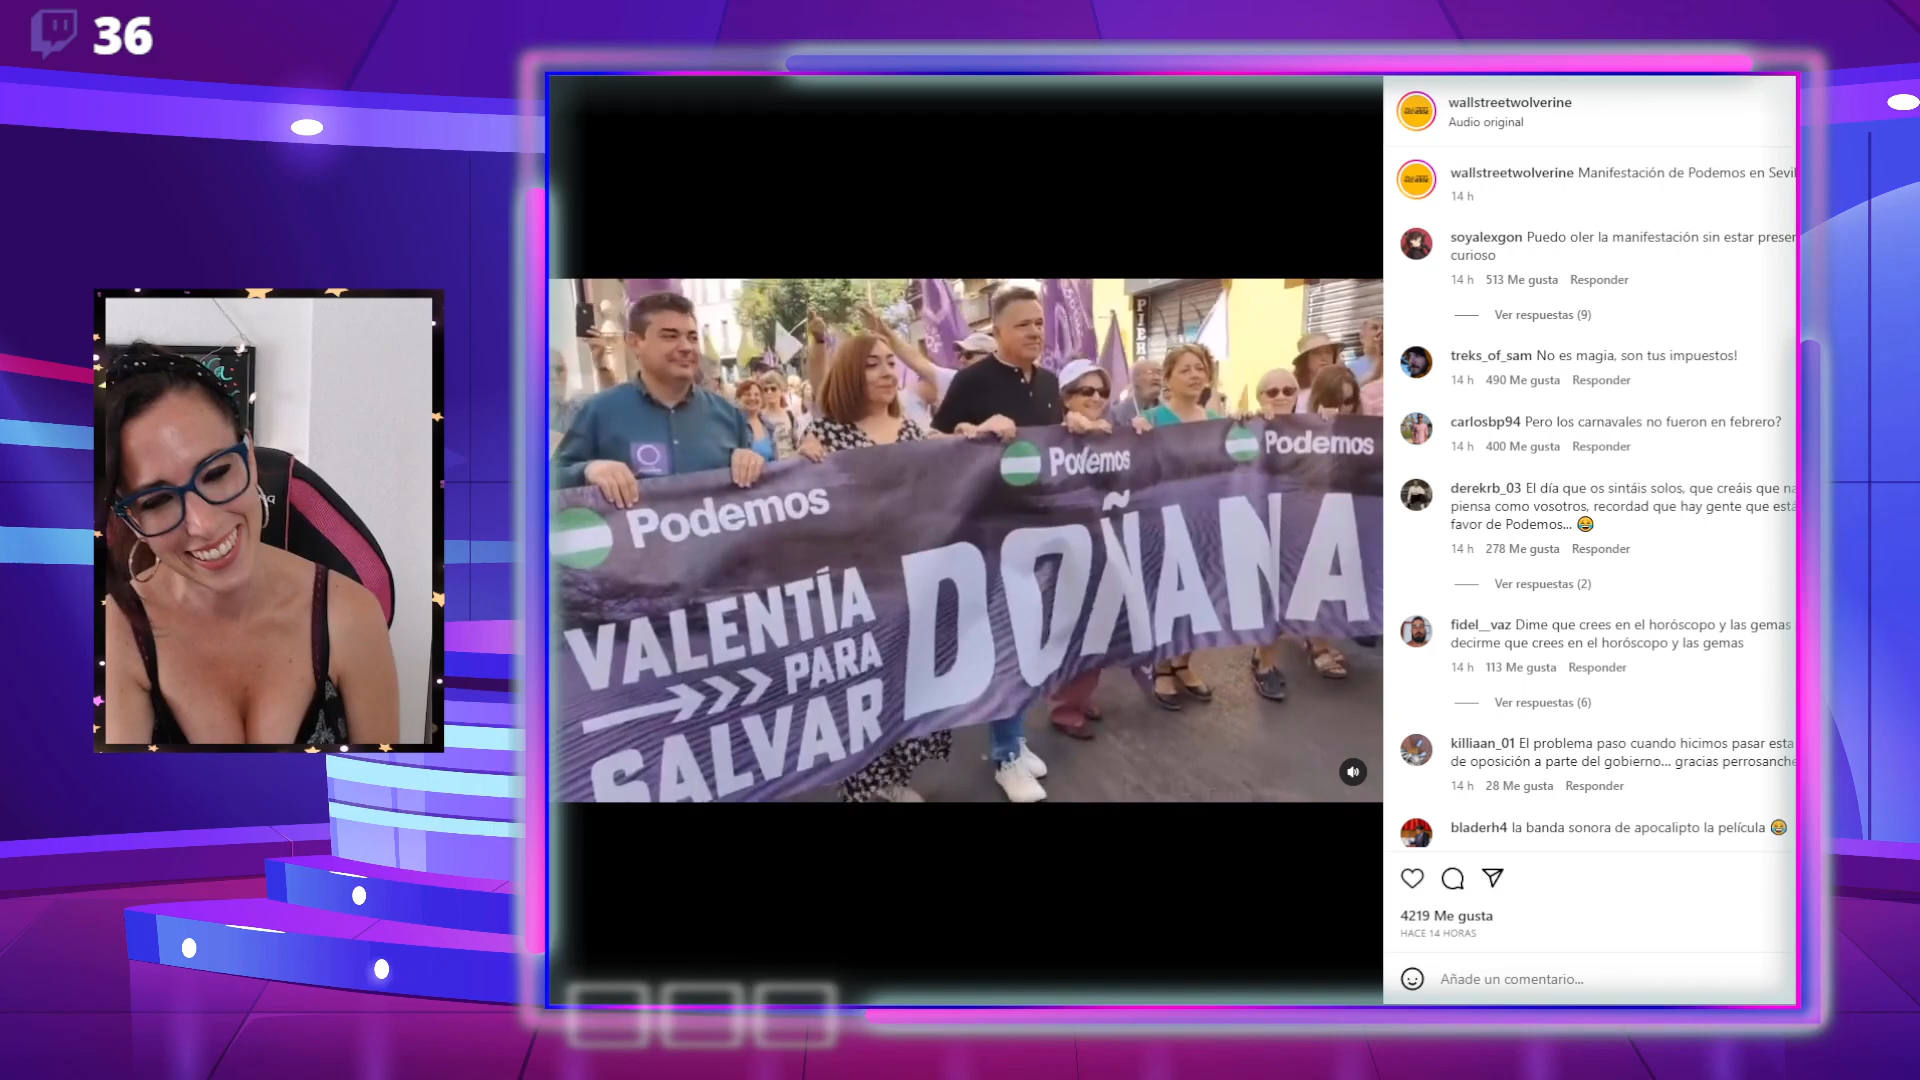 36
Podemos
Podemos
Podemos
VALENTÍA
PARA
SALVAR
DOÑANA
wallstreetwolverine
Audio original
wallstreetwolverine Manifestación de Podemos en Sevil
14 h
soyalexgon Puedo oler la manifestación sin estar presen
curioso
14 h 513 Me gusta Responder
Ver respuestas (9)
treks_of_sam No es magia, son tus impuestos!
14 h 490 Me gusta Responder
carlosbp94 Pero los carnavales no fueron en febrero?
14 h 400 Me gusta Responder
derekrb_03 El día que os sintáis solos, que creáis que na
piensa como vosotros, recordad que hay gente que está
favor de Podemos... 😂
14 h 278 Me gusta Responder
Ver respuestas (2)
fidel__vaz Dime que crees en el horóscopo y las gemas
decirme que crees en el horóscopo y las gemas
14 h 113 Me gusta Responder
Ver respuestas (6)
killiaan_01 El problema paso cuando hicimos pasar esta
de oposición a parte del gobierno... gracias perrosanche
14 h 28 Me gusta Responder
bladerh4 la banda sonora de apocalipto la película 😂
4219 Me gusta
HACE 14 HORAS
Añade un comentario...